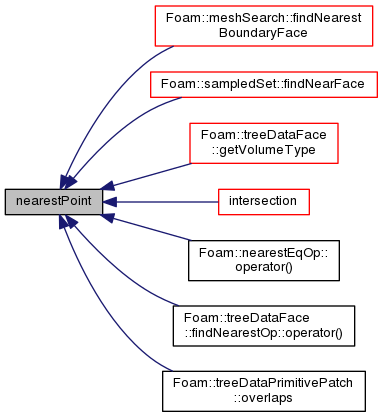 Foam::meshSearch::findNearest
BoundaryFace
Foam::sampledSet::findNearFace
Foam::treeDataFace
::getVolumeType
nearestPoint
intersection
Foam::nearestEqOp::
operator()
Foam::treeDataFace
::findNearestOp::operator()
Foam::treeDataPrimitivePatch
::overlaps